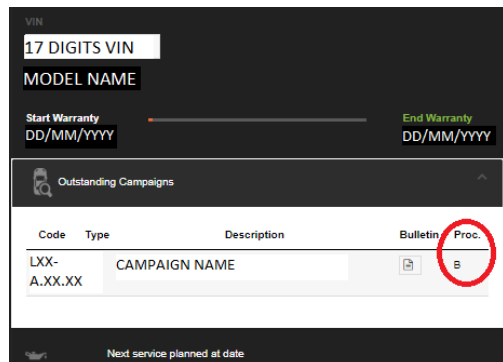 VIN
17 DIGITS VIN
MODEL NAME
Start Warranty
End Warranty
DD/MM/YYYY
DD/MM/YYYY
Outstanding Campaigns
Code Type Description Bulletin Proc.
LXX-
A.XX.XX
CAMPAIGN NAME
B
Next service planned at date